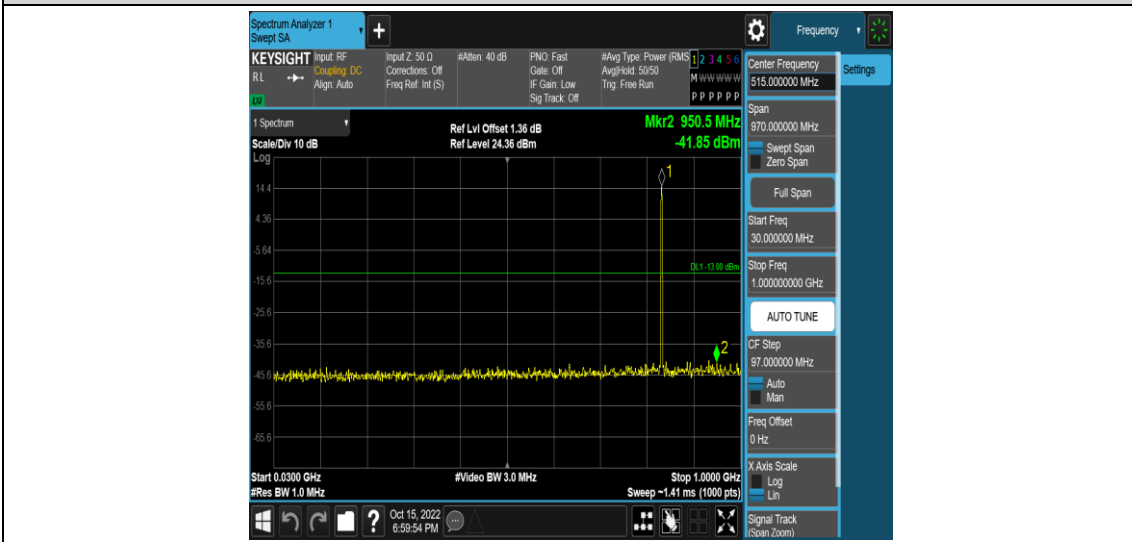 Spectrum Analyzer 1
Swept SA
+
Frequency
KEYSIGHT
RL
LXI
Input: RF
Coupling: DC
Align: Auto
Input Z: 50 Ω
Corrections: Off
Freq Ref: Int (S)
#Atten: 40 dB
PNO: Fast
Gate: Off
IF Gain: Low
Sig Track: Off
#Avg Type: Power (RMS
Avg|Hold: 50/50
Trig: Free Run
1 2 3 4 5 6
M W W W W W
P P P P P P
1 Spectrum
Scale/Div 10 dB
Log
Ref Lvl Offset 1.36 dB
Ref Level 24.36 dBm
Mkr2 950.5 MHz
-41.85 dBm
1
14.4
4.36
-5.64
DL1 -13.00 dBm
-15.6
-25.6
-35.6
2
-45.6
-55.6
-65.6
Start 0.0300 GHz
#Res BW 1.0 MHz
#Video BW 3.0 MHz
Stop 1.0000 GHz
Sweep ~1.41 ms (1000 pts)
Center Frequency
515.000000 MHz
Settings
Span
970.000000 MHz
Swept Span
Zero Span
Full Span
Start Freq
30.000000 MHz
Stop Freq
1.000000000 GHz
AUTO TUNE
CF Step
97.000000 MHz
Auto
Man
Freq Offset
0 Hz
X Axis Scale
Log
Lin
Signal Track
(Span Zoom)
?
Oct 15, 2022
6:59:54 PM